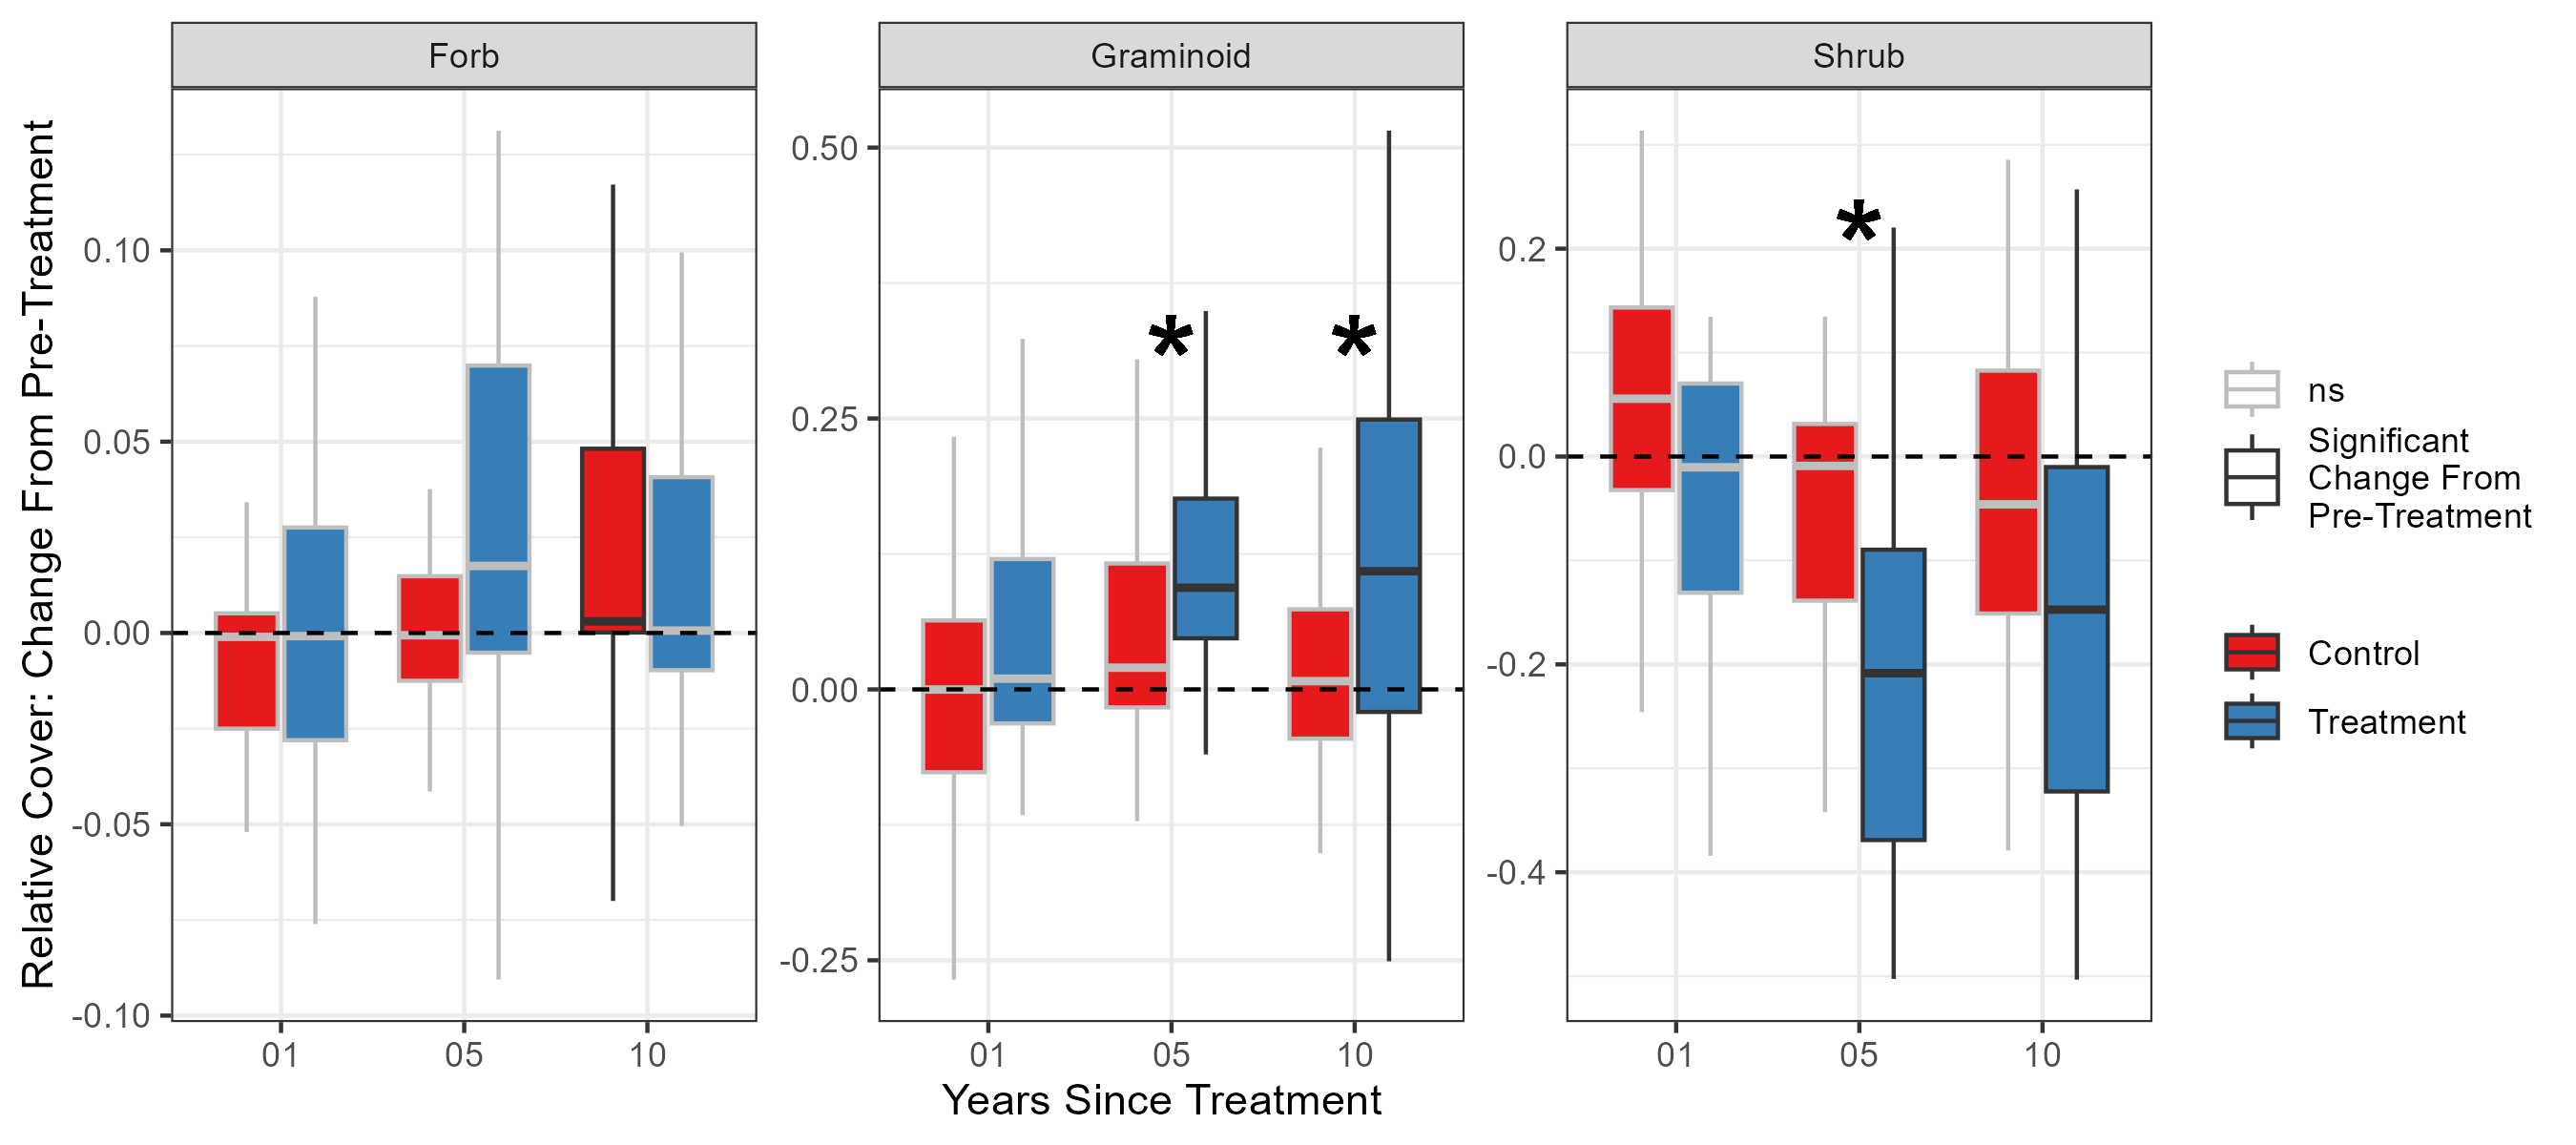 Forb
Graminoid
Shrub
Relative Cover: Change From Pre-Treatment
0.10
0.05
0.00
-0.05
-0.10
0.50
0.25
0.00
-0.25
0.2
0.0
-0.2
-0.4
*
*
*
01
05
10
01
05
10
01
05
10
Years Since Treatment
ns
Significant
Change From
Pre-Treatment
Control
Treatment